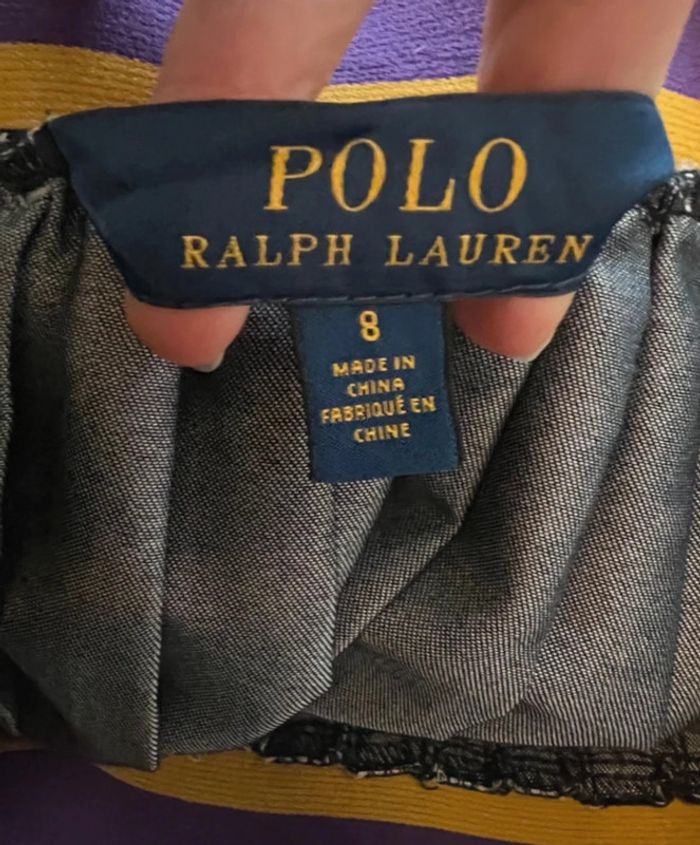 POLO
RALPH LAUREN
8
MADE IN
CHINA
FABRIQUÉ EN
CHINE